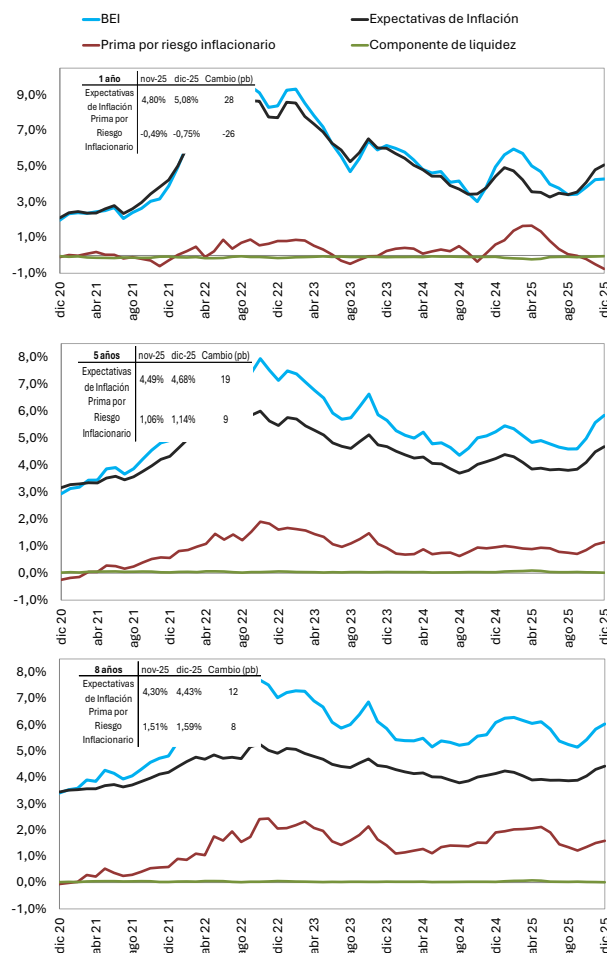 BEI
Expectativas de Inflación
Prima por riesgo inflacionario
Componente de liquidez
1 año nov-25 dic-25 Cambio (pb)
Expectativas de Inflación 4,80% 5,08% 28
Prima por Riesgo Inflacionario -0,49% -0,75% -26
9,0%
7,0%
5,0%
3,0%
1,0%
-1,0%
dic 20 abr 21 ago 21 dic 21 abr 22 ago 22 dic 22 abr 23 ago 23 dic 23 abr 24 ago 24 dic 24 abr 25 ago 25 dic 25
5 años nov-25 dic-25 Cambio (pb)
Expectativas de Inflación 4,49% 4,68% 19
Prima por Riesgo Inflacionario 1,06% 1,14% 9
8,0%
7,0%
6,0%
5,0%
4,0%
3,0%
2,0%
1,0%
0,0%
-1,0%
dic 20 abr 21 ago 21 dic 21 abr 22 ago 22 dic 22 abr 23 ago 23 dic 23 abr 24 ago 24 dic 24 abr 25 ago 25 dic 25
8 años nov-25 dic-25 Cambio (pb)
Expectativas de Inflación 4,30% 4,43% 12
Prima por Riesgo Inflacionario 1,51% 1,59% 8
8,0%
7,0%
6,0%
5,0%
4,0%
3,0%
2,0%
1,0%
0,0%
-1,0%
dic 20 abr 21 ago 21 dic 21 abr 22 ago 22 dic 22 abr 23 ago 23 dic 23 abr 24 ago 24 dic 24 abr 25 ago 25 dic 25